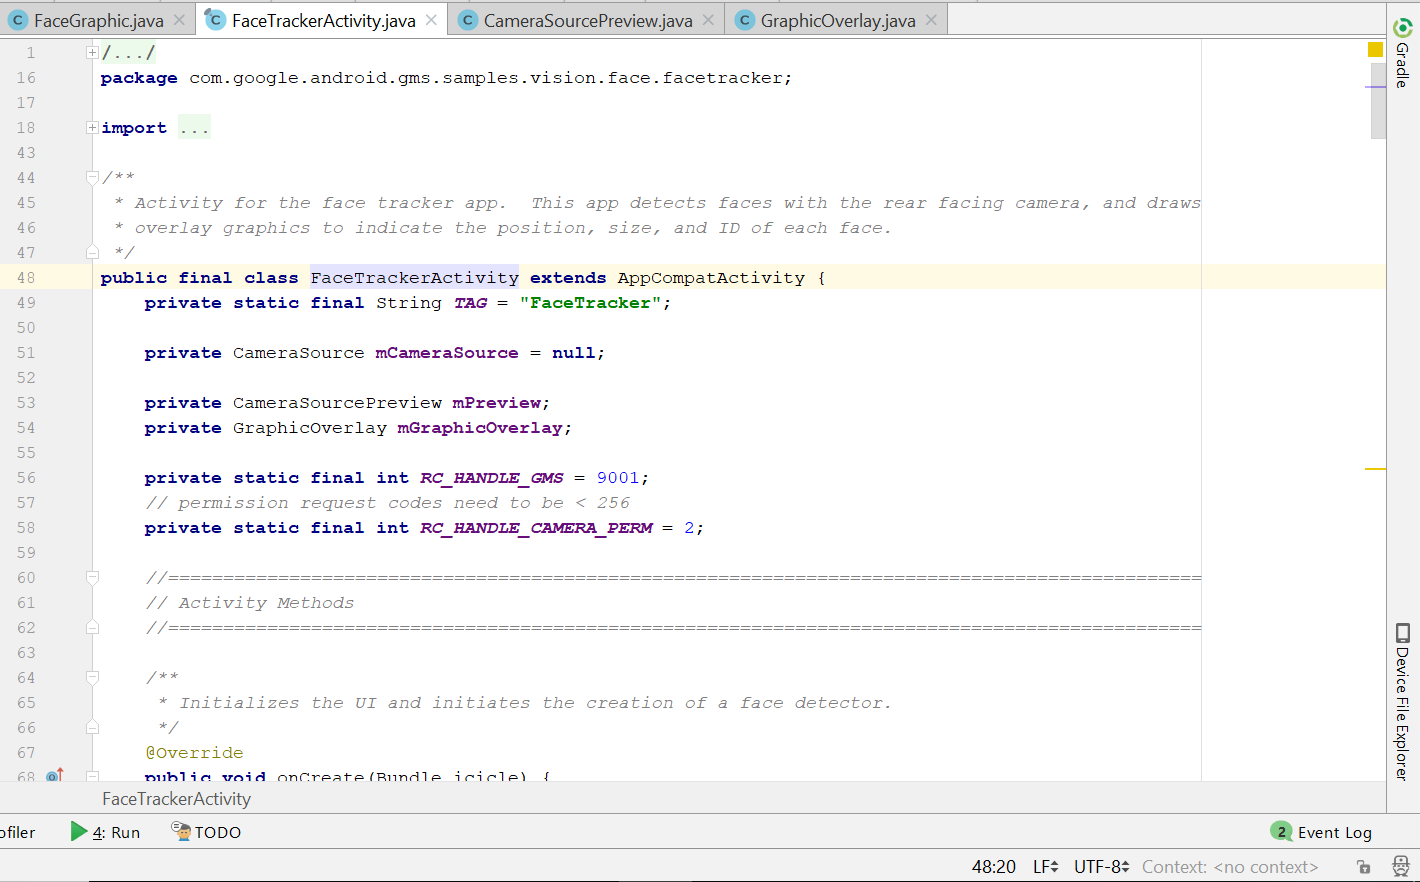 FaceGraphic.java FaceTrackerActivity.java CameraSourcePreview.java GraphicOverlay.java
1 /.../
16 package com.google.android.gms.samples.vision.face.facetracker;
17
18 import ...
43
44 /**
45 * Activity for the face tracker app.  This app detects faces with the rear facing camera, and draws
46 * overlay graphics to indicate the position, size, and ID of each face.
47 */
48 public final class FaceTrackerActivity extends AppCompatActivity {
49 private static final String TAG = "FaceTracker";
50
51 private CameraSource mCameraSource = null;
52
53 private CameraSourcePreview mPreview;
54 private GraphicOverlay mGraphicOverlay;
55
56 private static final int RC_HANDLE_GMS = 9001;
57 // permission request codes need to be < 256
58 private static final int RC_HANDLE_CAMERA_PERM = 2;
59
60 //==============================================================================================
61 // Activity Methods
62 //==============================================================================================
63
64 /**
65 * Initializes the UI and initiates the creation of a face detector.
66 */
67 @Override
68 public void onCreate(Bundle icicle) {
Gradle
Device File Explorer
FaceTrackerActivity
ofiler 4: Run TODO 2 Event Log
48:20 LF UTF-8 Context: <no context>